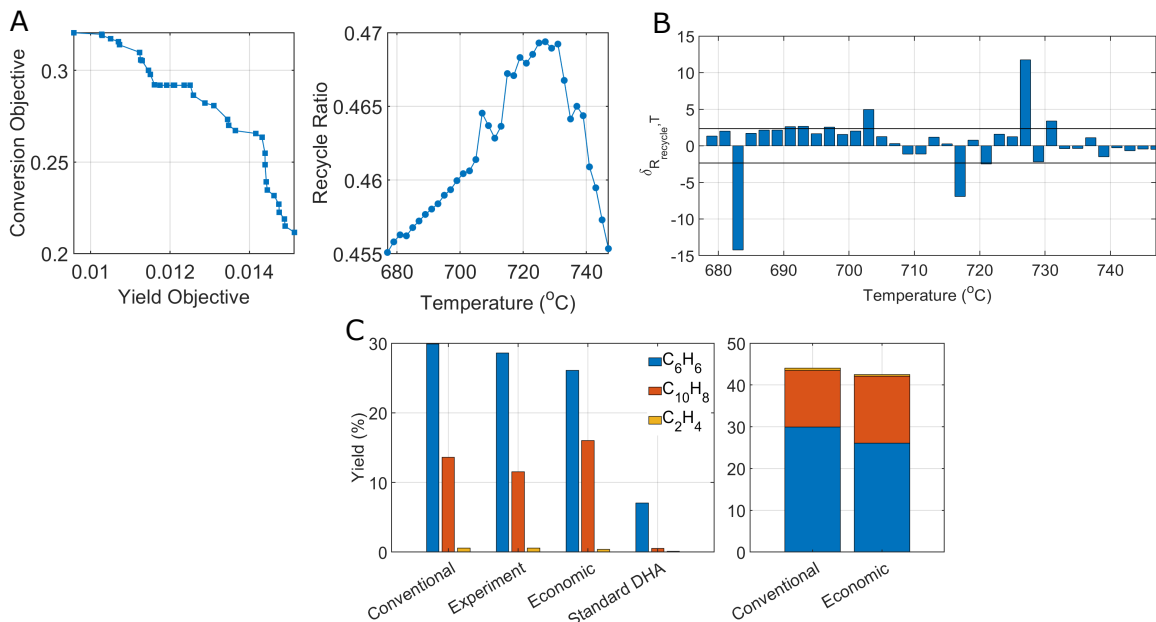 A
Conversion Objective
0.3
0.25
0.2
0.01
0.012
0.014
Yield Objective
Recycle Ratio
0.47
0.465
0.46
0.455
680
700
720
740
Temperature (°C)
B
δ_{R_{recycle},T}
15
10
5
0
-5
-10
-15
680
690
700
710
720
730
740
Temperature (°C)
C
Yield (%)
30
20
10
0
C₆H₆
C₁₀H₈
C₂H₄
Conventional
Experiment
Economic
Standard DHA
50
40
30
20
10
0
Conventional
Economic